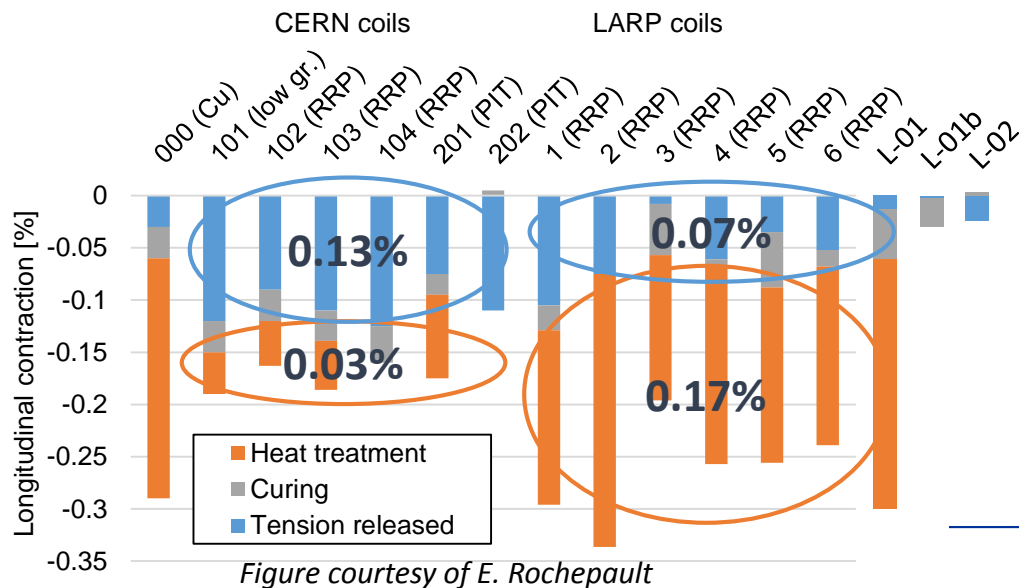 CERN coils
LARP coils
000 (Cu)
101 (low gr.)
102 (RRP)
103 (RRP)
104 (RRP)
201 (PIT)
202 (PIT)
1 (RRP)
2 (RRP)
3 (RRP)
4 (RRP)
5 (RRP)
6 (RRP)
L-01
L-01b
L-02
Longitudinal contraction [%]
0
-0.05
-0.1
-0.15
-0.2
-0.25
-0.3
-0.35
0.13%
0.07%
0.03%
0.17%
Heat treatment
Curing
Tension released
Figure courtesy of E. Rochepault